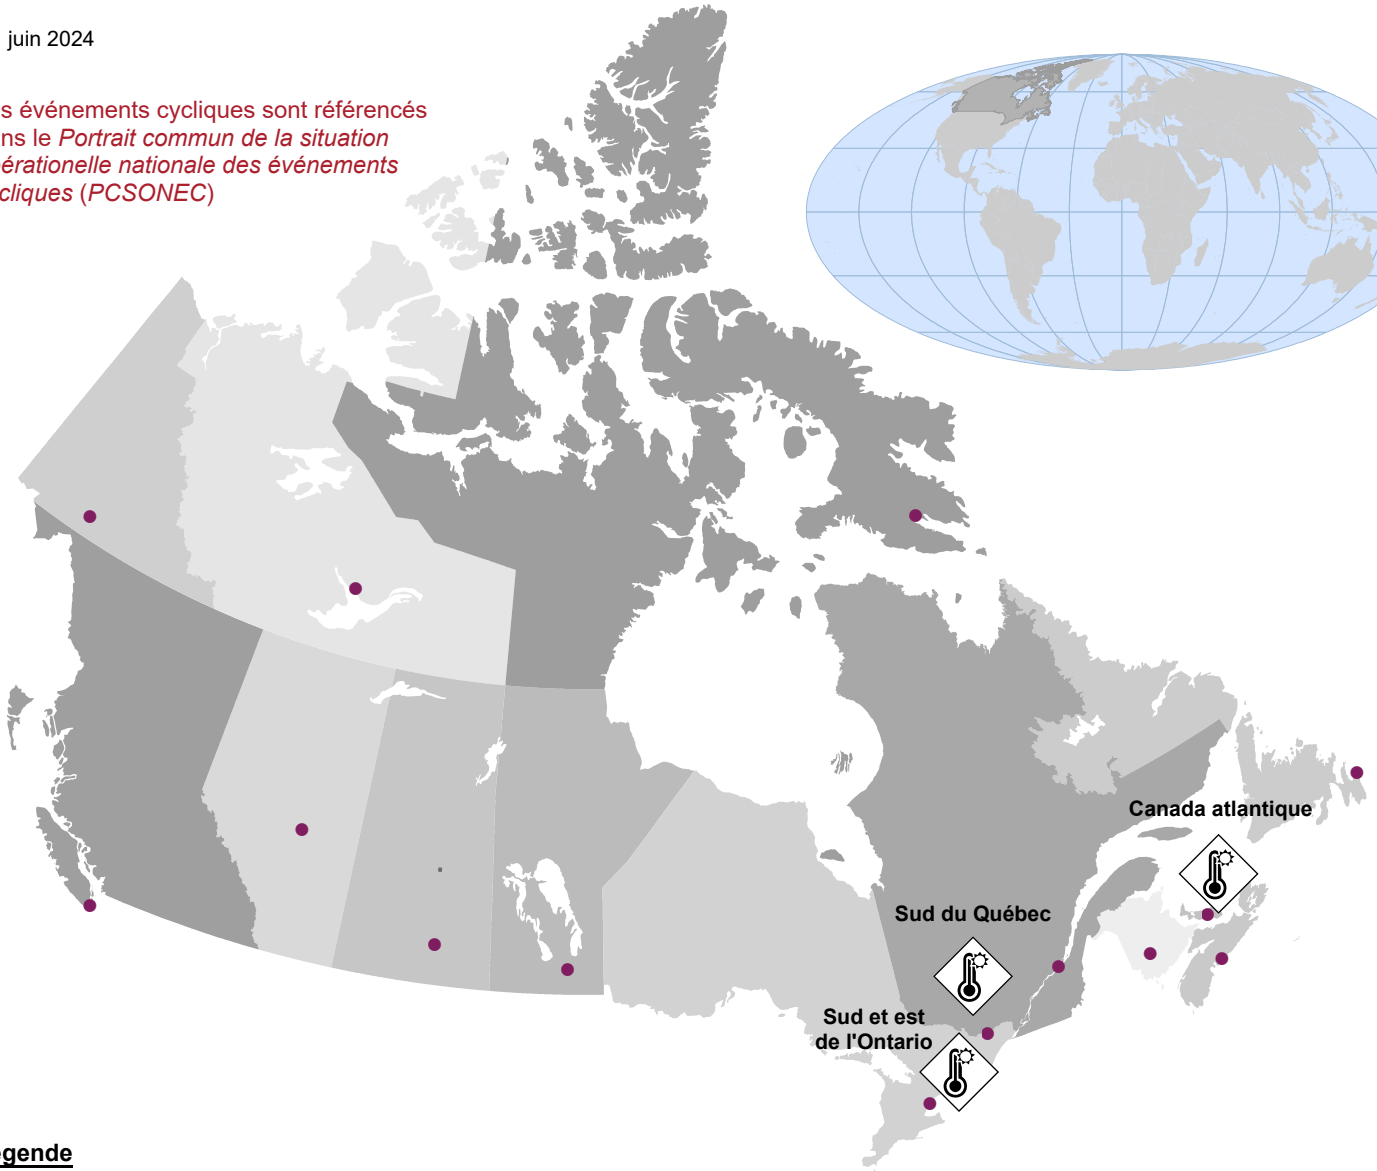 juin 2024
s événements cycliques sont référencés
ns le Portrait commun de la situation
érationelle nationale des événements
cliques (PCSONEC)
Canada atlantique
Sud du Québec
Sud et est
de l'Ontario
égende